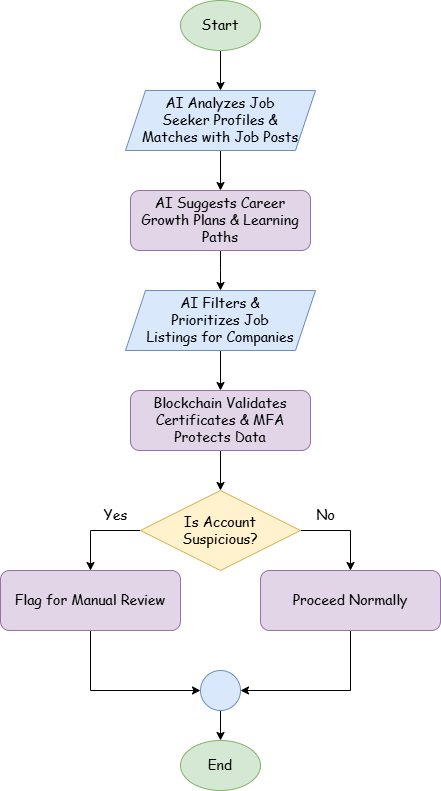 Start
AI Analyzes Job
Seeker Profiles &
Matches with Job Posts
AI Suggests Career
Growth Plans & Learning
Paths
AI Filters &
Prioritizes Job
Listings for Companies
Blockchain Validates
Certificates & MFA
Protects Data
Is Account
Suspicious?
Yes
No
Flag for Manual Review
Proceed Normally
End